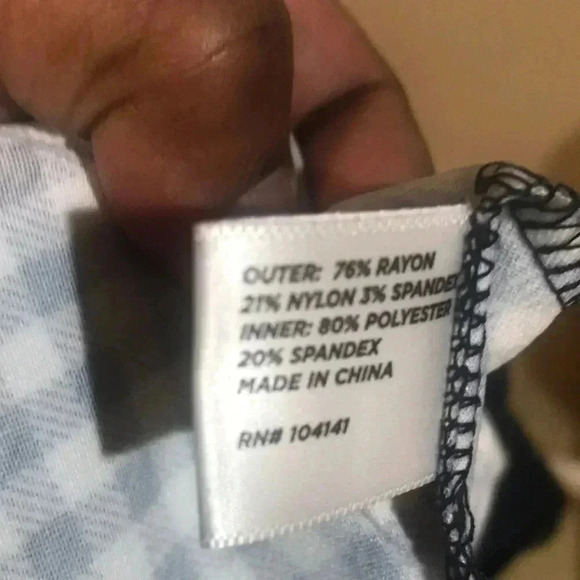 OUTER: 76% RAYON
21% NYLON 3% SPANDEX
INNER: 80% POLYESTER
20% SPANDEX
MADE IN CHINA
RN# 104141